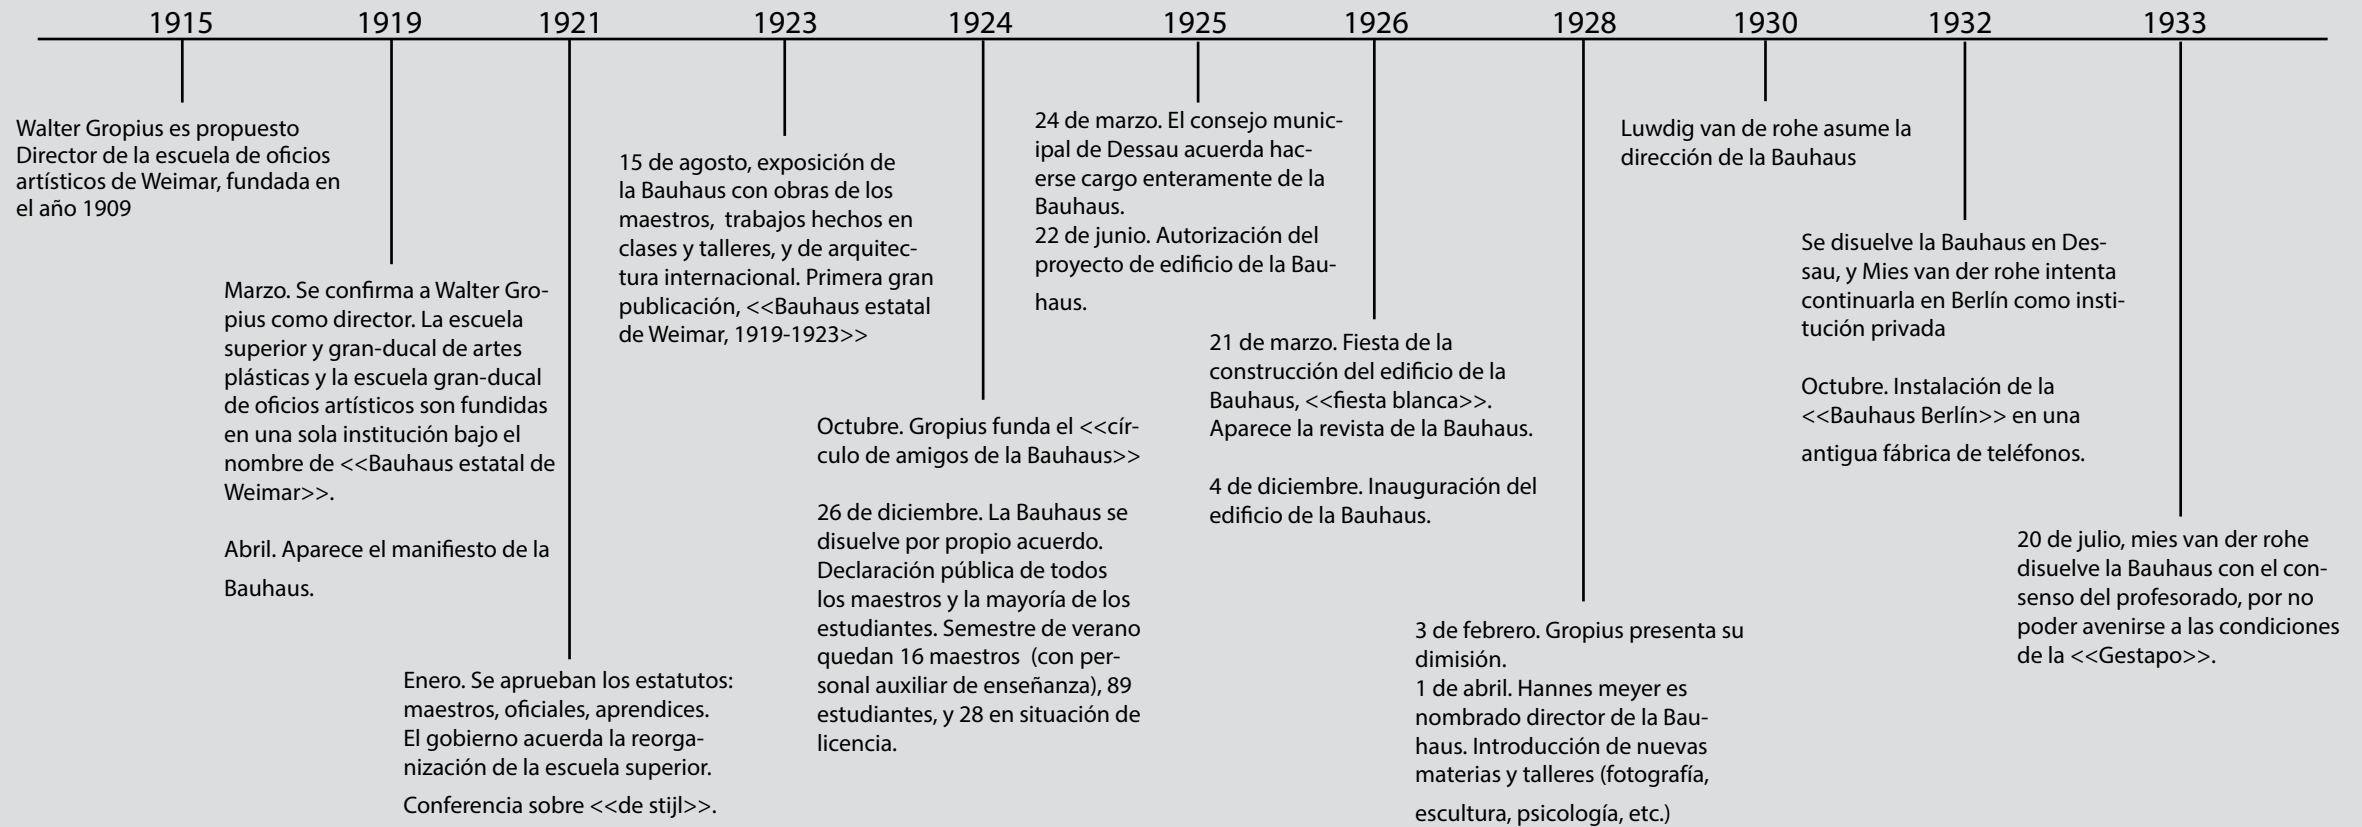 1915 1919 1921 1923 1924 1925 1926 1928 1930 1932 1933
Walter Gropius es propuesto
Director de la escuela de oficios
artísticos de Weimar, fundada en
el año 1909
Marzo. Se confirma a Walter Gro-
pius como director. La escuela
superior y gran-ducal de artes
plásticas y la escuela gran-ducal
de oficios artísticos son fundidas
en una sola institución bajo el
nombre de <<Bauhaus estatal de
Weimar>>.
Abril. Aparece el manifiesto de la
Bauhaus.
Enero. Se aprueban los estatutos:
maestros, oficiales, aprendices.
El gobierno acuerda la reorga-
nización de la escuela superior.
Conferencia sobre <<de stijl>>.
15 de agosto, exposición de
la Bauhaus con obras de los
maestros, trabajos hechos en
clases y talleres, y de arquitec-
tura internacional. Primera gran
publicación, <<Bauhaus estatal
de Weimar, 1919-1923>>
Octubre. Gropius funda el <<cír-
culo de amigos de la Bauhaus>>
26 de diciembre. La Bauhaus se
disuelve por propio acuerdo.
Declaración pública de todos
los maestros y la mayoría de los
estudiantes. Semestre de verano
quedan 16 maestros (con per-
sonal auxiliar de enseñanza), 89
estudiantes, y 28 en situación de
licencia.
24 de marzo. El consejo munic-
ipal de Dessau acuerda hac-
erse cargo enteramente de la
Bauhaus.
22 de junio. Autorización del
proyecto de edificio de la Bau-
haus.
21 de marzo. Fiesta de la
construcción del edificio de la
Bauhaus, <<fiesta blanca>>.
Aparece la revista de la Bauhaus.
4 de diciembre. Inauguración del
edificio de la Bauhaus.
3 de febrero. Gropius presenta su
dimisión.
1 de abril. Hannes meyer es
nombrado director de la Bau-
haus. Introducción de nuevas
materias y talleres (fotografía,
escultura, psicología, etc.)
Luwdig van de rohe asume la
dirección de la Bauhaus
Se disuelve la Bauhaus en Des-
sau, y Mies van der rohe intenta
continuarla en Berlín como insti-
tución privada
Octubre. Instalación de la
<<Bauhaus Berlín>> en una
antigua fábrica de teléfonos.
20 de julio, mies van der rohe
disuelve la Bauhaus con el con-
senso del profesorado, por no
poder avenirse a las condiciones
de la <<Gestapo>>.